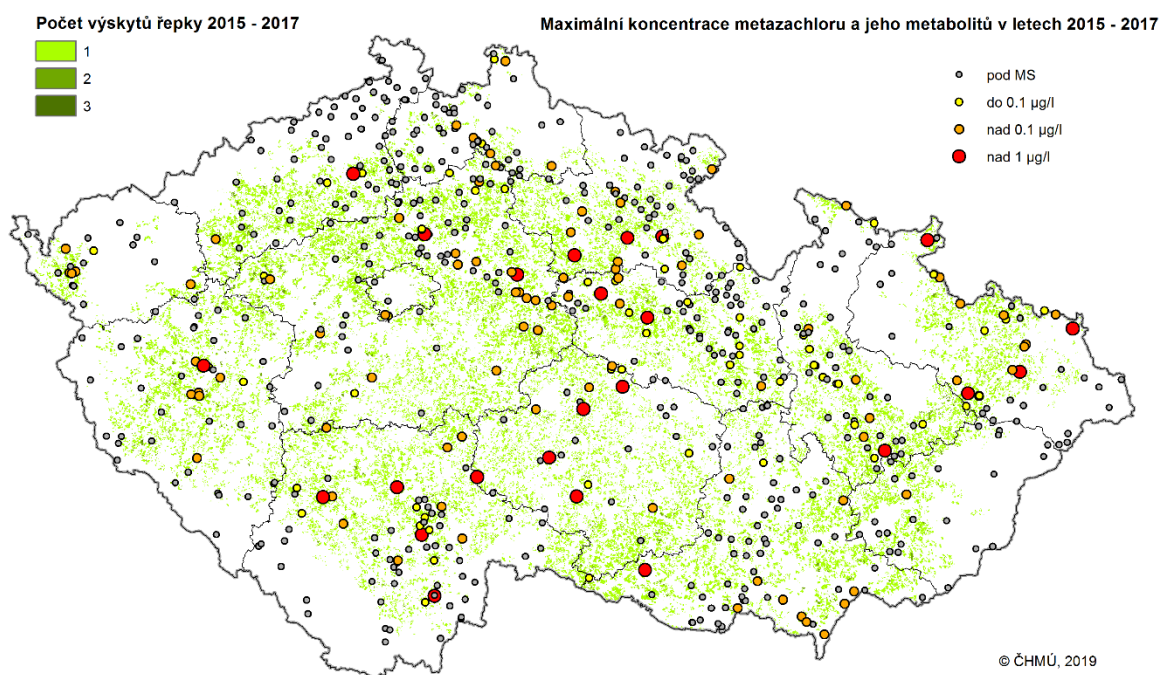 Počet výskytů řepky 2015 - 2017
1
2
3
Maximální koncentrace metazachloru a jeho metabolitů v letech 2015 - 2017
pod MS
do 0.1 µg/l
nad 0.1 µg/l
nad 1 µg/l
© ČHMÚ, 2019